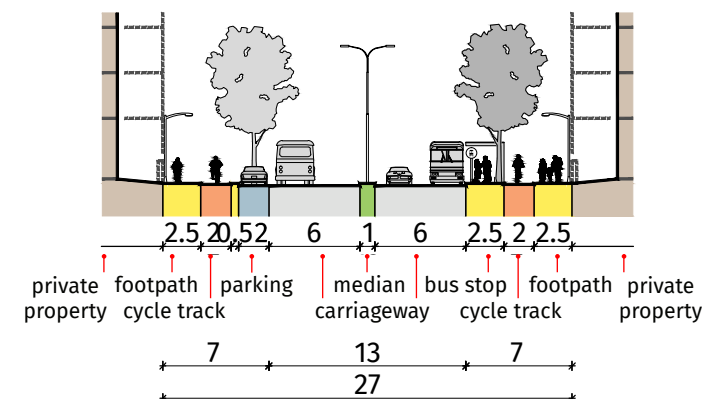 2.5 2 0.5 2 6 1 6 2.5 2 2.5
private footpath parking median bus stop footpath private
property cycle track carriageway cycle track property
7 13 7
27